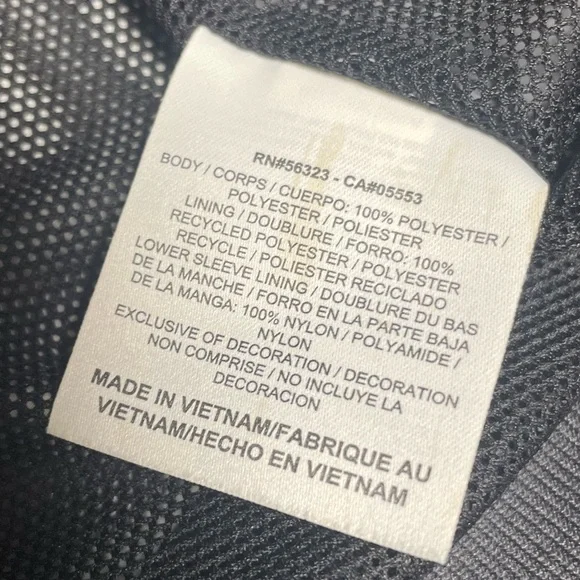 RN#56323 - CA#05553
BODY / CORPS / CUERPO: 100% POLYESTER /
POLYESTER / POLIESTER
LINING / DOUBLURE / FORRO: 100%
RECYCLED POLYESTER / POLYESTER
RECYCLE / POLIESTER RECICLADO
LOWER SLEEVE LINING / DOUBLURE DU BAS
DE LA MANCHE / FORRO EN LA PARTE BAJA
DE LA MANGA: 100% NYLON / POLYAMIDE /
NYLON
EXCLUSIVE OF DECORATION / DECORATION
NON COMPRISE / NO INCLUYE LA
DECORACION
MADE IN VIETNAM/FABRIQUE AU
VIETNAM/HECHO EN VIETNAM